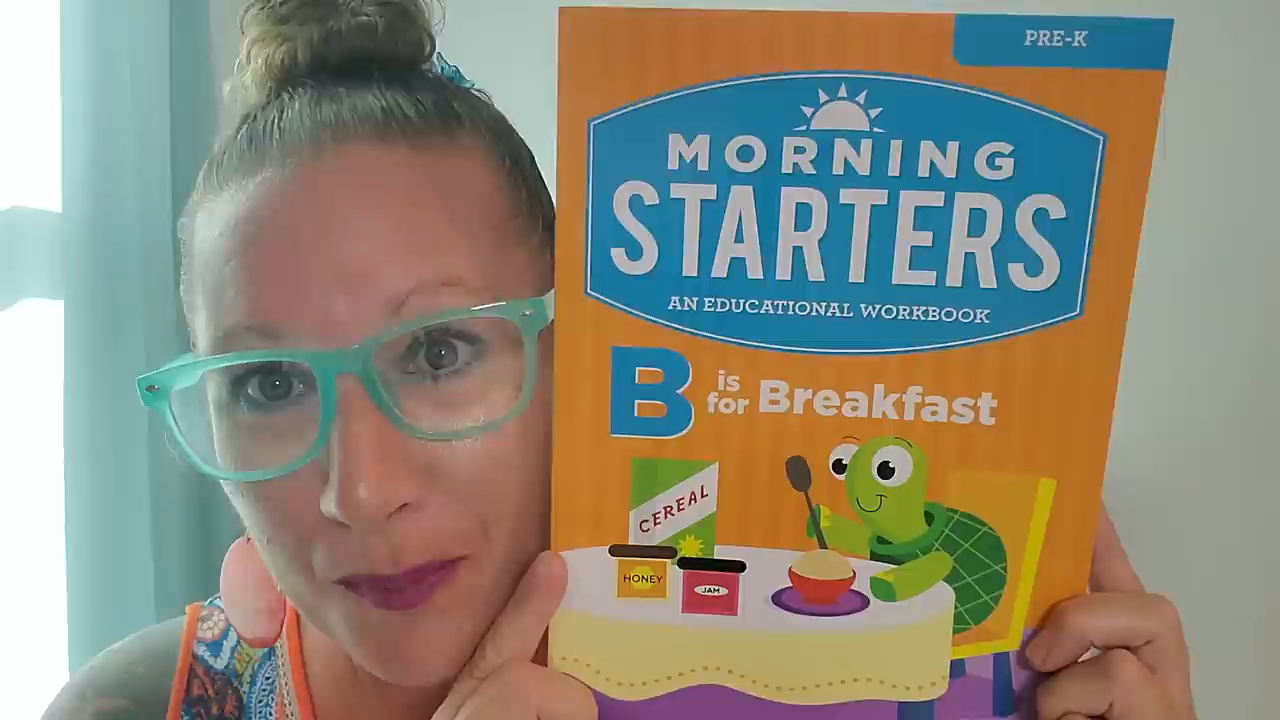 PRE-K
MORNING
STARTERS
AN EDUCATIONAL WORKBOOK
B is for Breakfast
CEREAL
HONEY
JAM